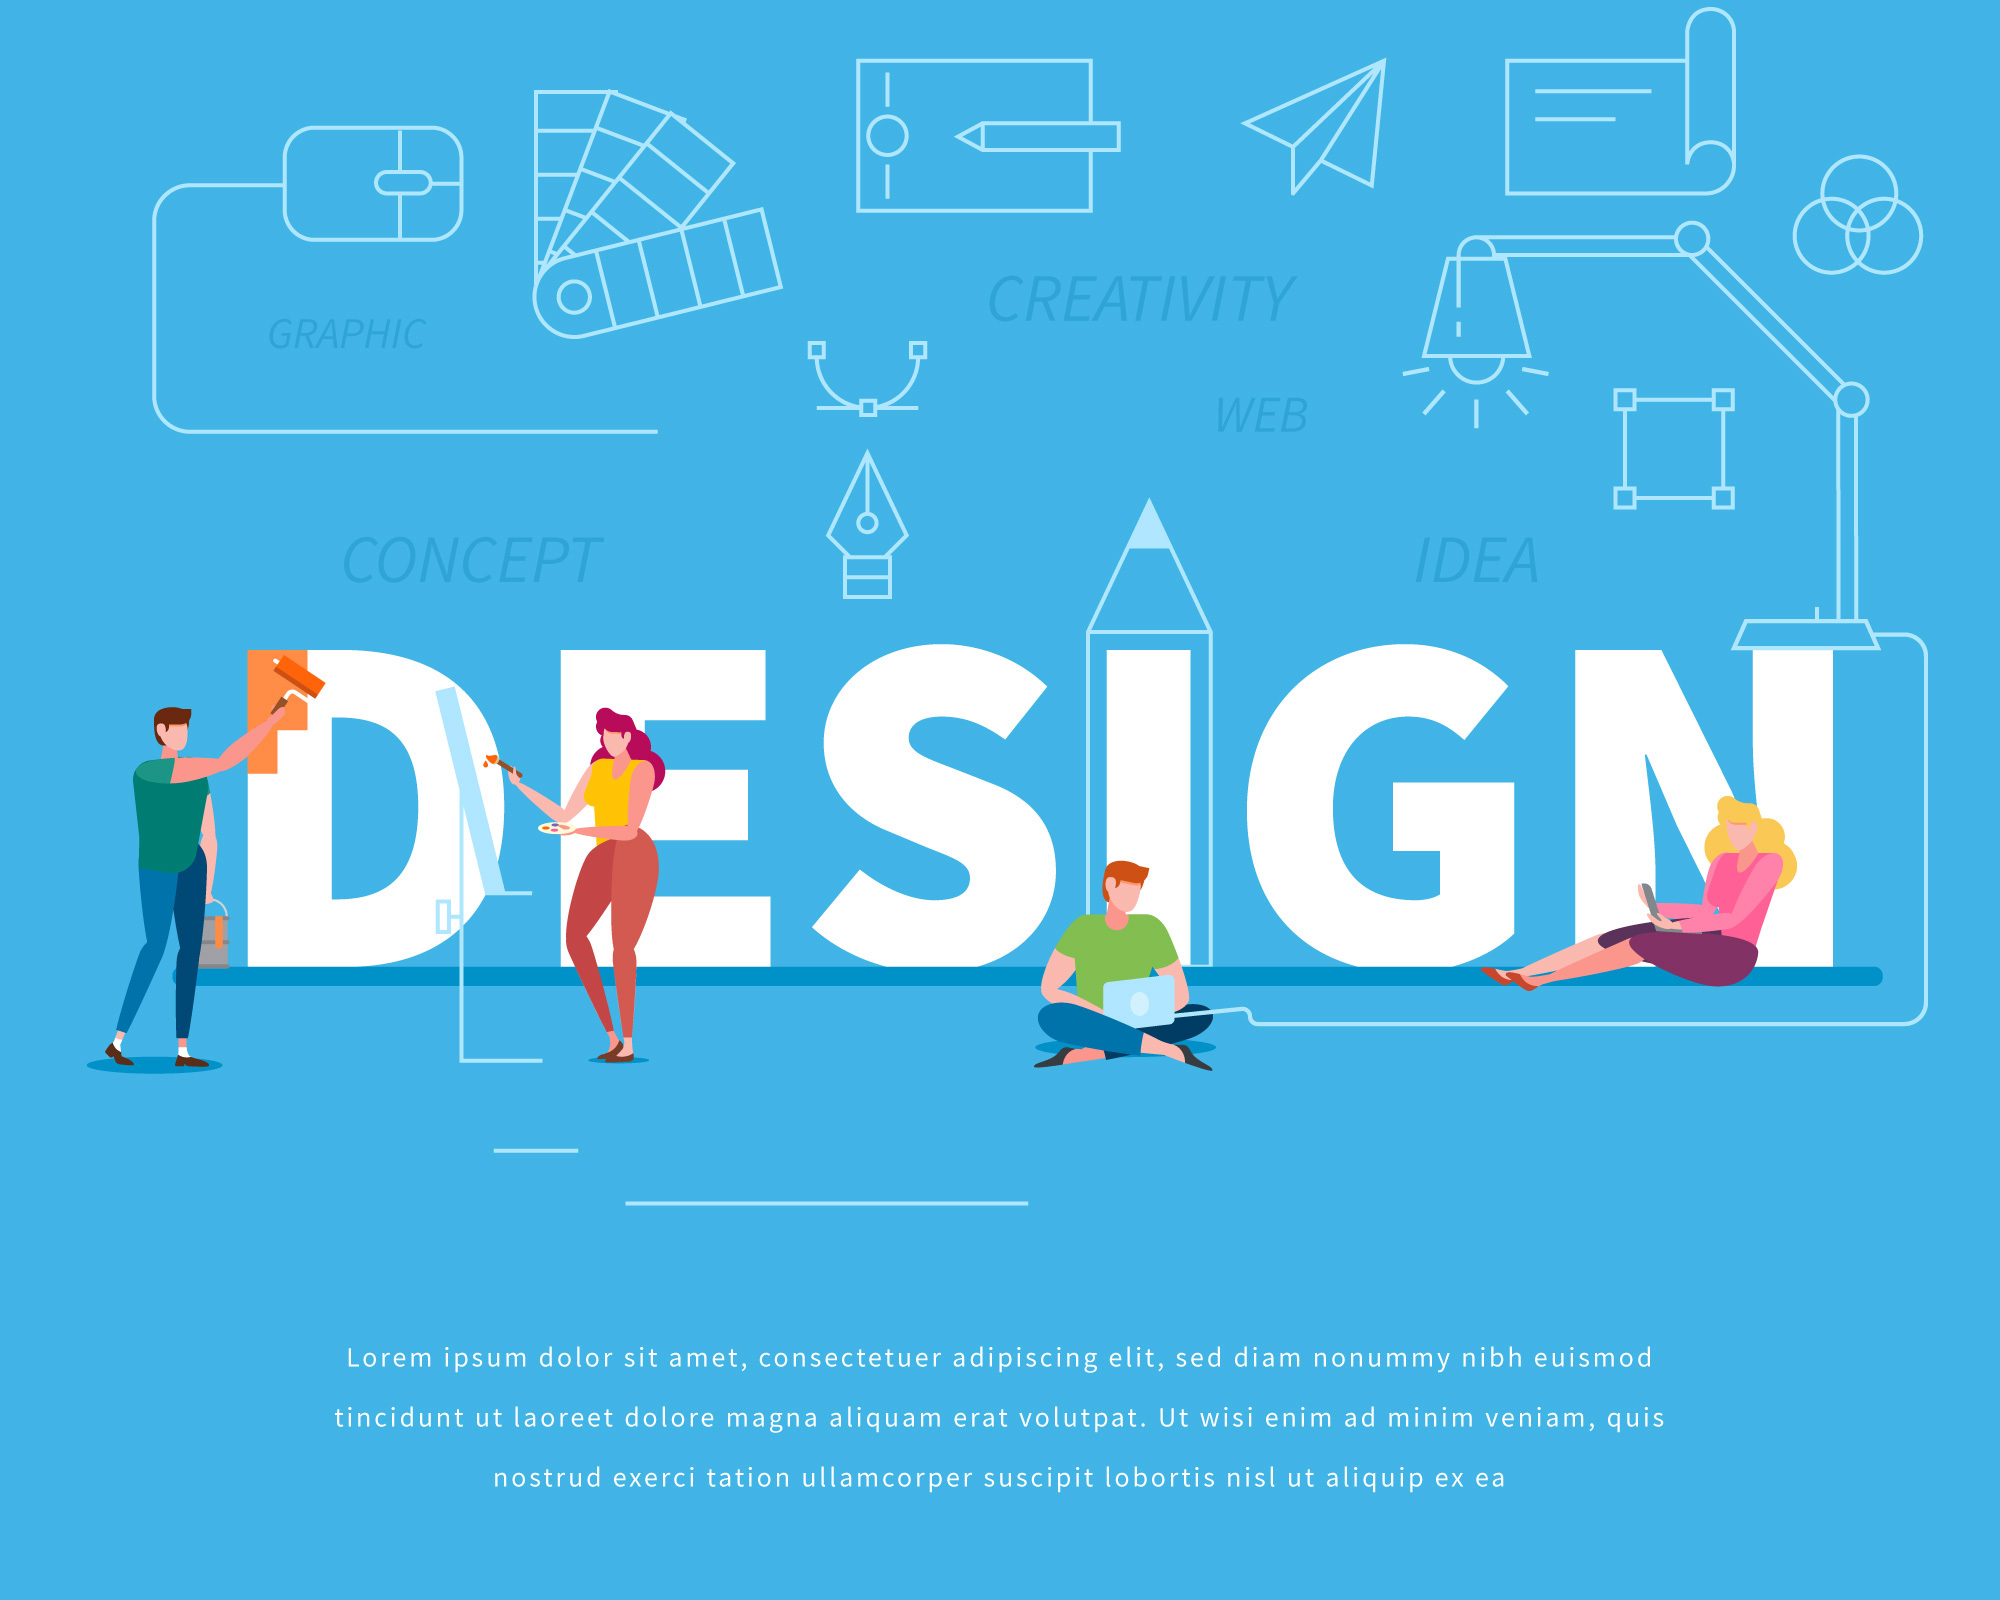 CREATIVITY
GRAPHIC
WEB
CONCEPT
IDEA
DESIGN
Lorem ipsum dolor sit amet, consectetuer adipiscing elit, sed diam nonummy nibh euismod
tincidunt ut laoreet dolore magna aliquam erat volutpat. Ut wisi enim ad minim veniam, quis
nostrud exerci tation ullamcorper suscipit lobortis nisl ut aliquip ex ea